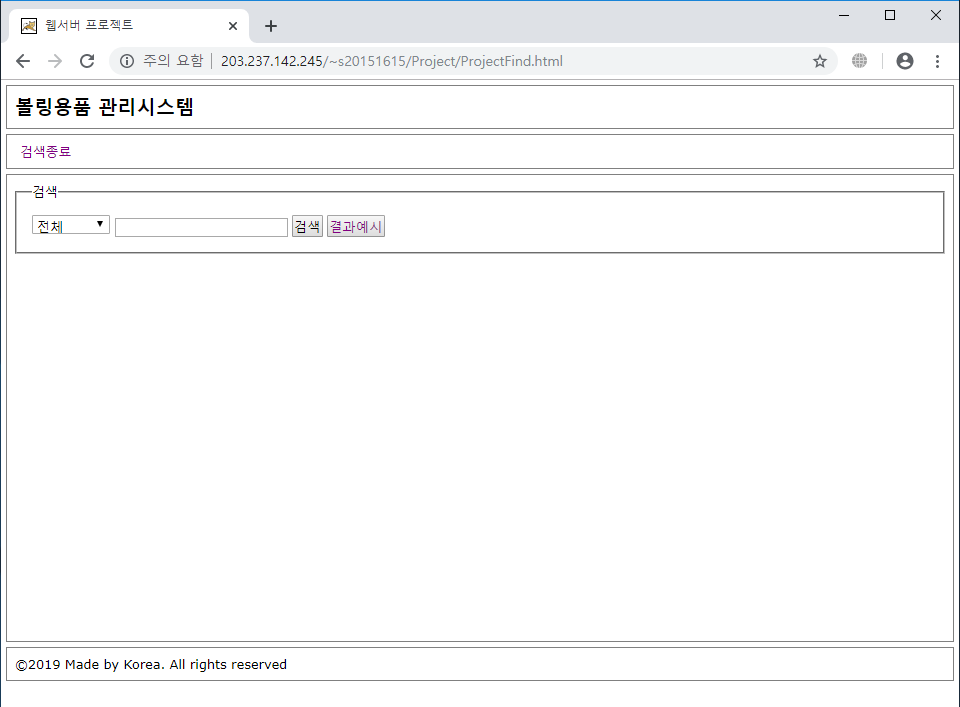 웹서버 프로젝트
주의 요함 203.237.142.245/~s20151615/Project/ProjectFind.html
볼링용품 관리시스템
검색종료
검색
전체 검색 결과예시
©2019 Made by Korea. All rights reserved